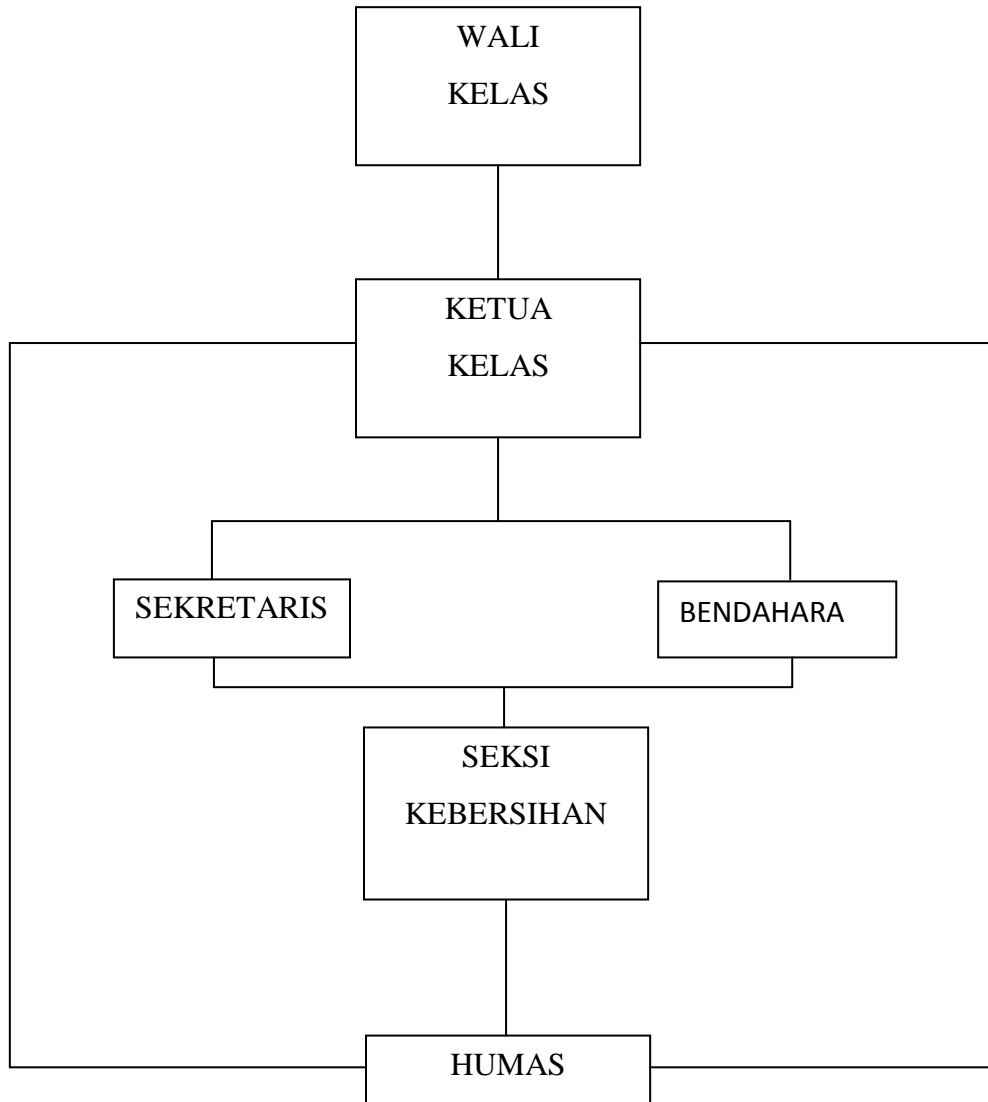 WALI
KELAS
KETUA
KELAS
SEKRETARIS
BENDAHARA
SEKSI
KEBERSIHAN
HUMAS